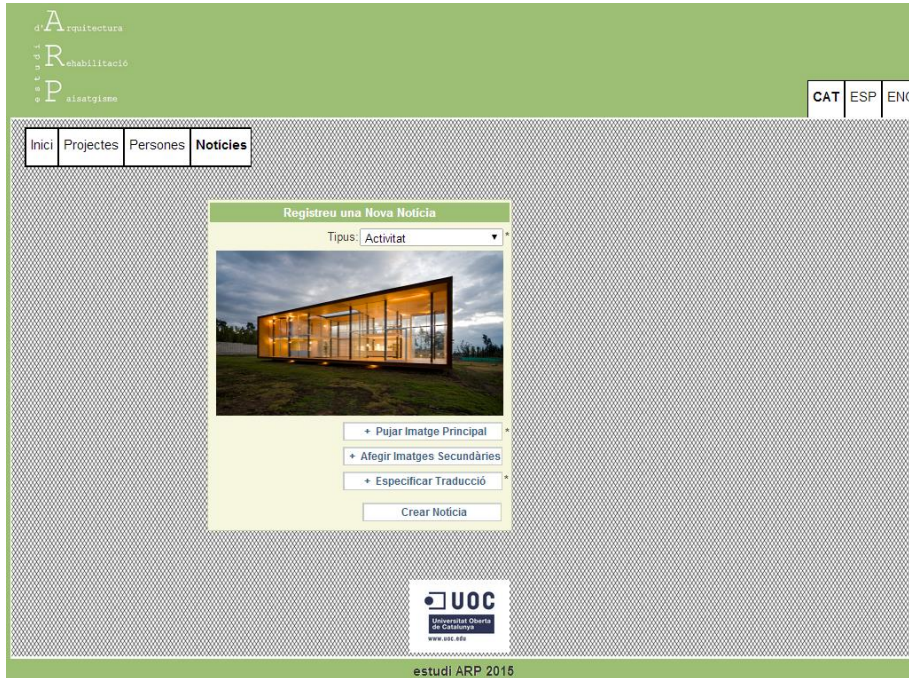 d'Arquitectura
estudi Rehabilitació
Paisatgisme
CAT ESP ENG
Inici Projectes Persones Notícies
Registreu una Nova Notícia
Tipus: Activitat *
+ Pujar Imatge Principal *
+ Afegir Imatges Secundàries
+ Especificar Traducció *
Crear Notícia
UOC
Universitat Oberta
de Catalunya
www.uoc.edu
estudi ARP 2015